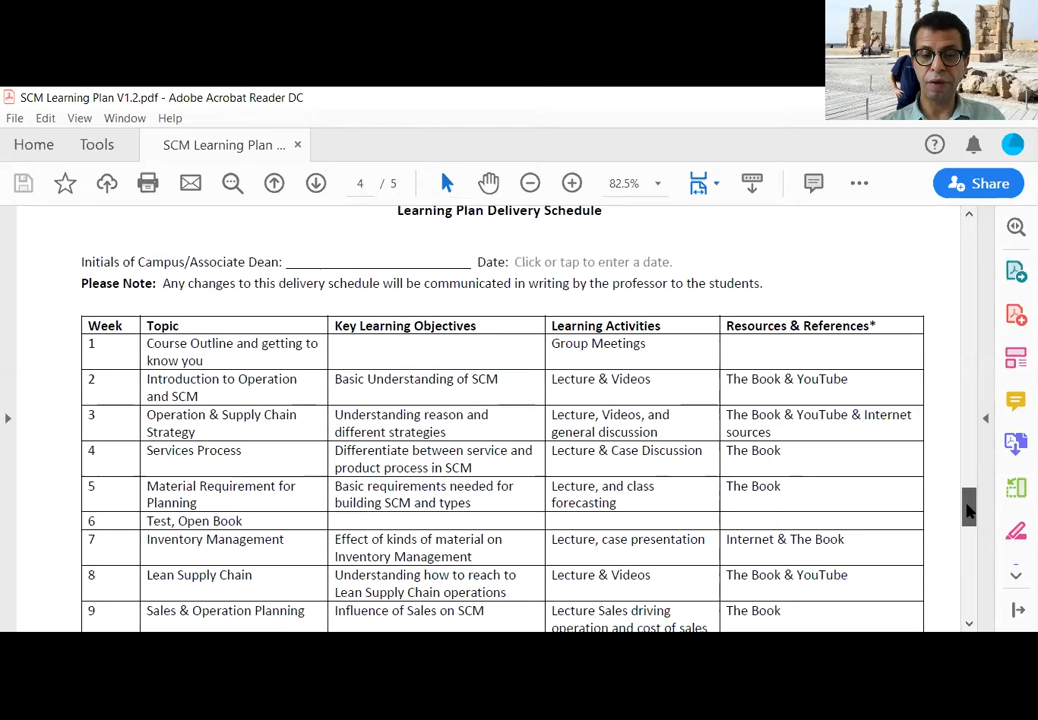 SCM Learning Plan V1.2.pdf - Adobe Acrobat Reader DC
File Edit View Window Help
Home Tools SCM Learning Plan ... ×
4 / 5 82.5% Share
Learning Plan Delivery Schedule
Initials of Campus/Associate Dean: ________________________ Date: Click or tap to enter a date.
Please Note: Any changes to this delivery schedule will be communicated in writing by the professor to the students.
Week Topic Key Learning Objectives Learning Activities Resources & References*
1 Course Outline and getting to Group Meetings
know you
2 Introduction to Operation Basic Understanding of SCM Lecture & Videos The Book & YouTube
and SCM
3 Operation & Supply Chain Understanding reason and Lecture, Videos, and The Book & YouTube & Internet
Strategy different strategies general discussion sources
4 Services Process Differentiate between service and Lecture & Case Discussion The Book
product process in SCM
5 Material Requirement for Basic requirements needed for Lecture, and class The Book
Planning building SCM and types forecasting
6 Test, Open Book
7 Inventory Management Effect of kinds of material on Lecture, case presentation Internet & The Book
Inventory Management
8 Lean Supply Chain Understanding how to reach to Lecture & Videos The Book & YouTube
Lean Supply Chain operations
9 Sales & Operation Planning Influence of Sales on SCM Lecture Sales driving The Book
operation and cost of sales